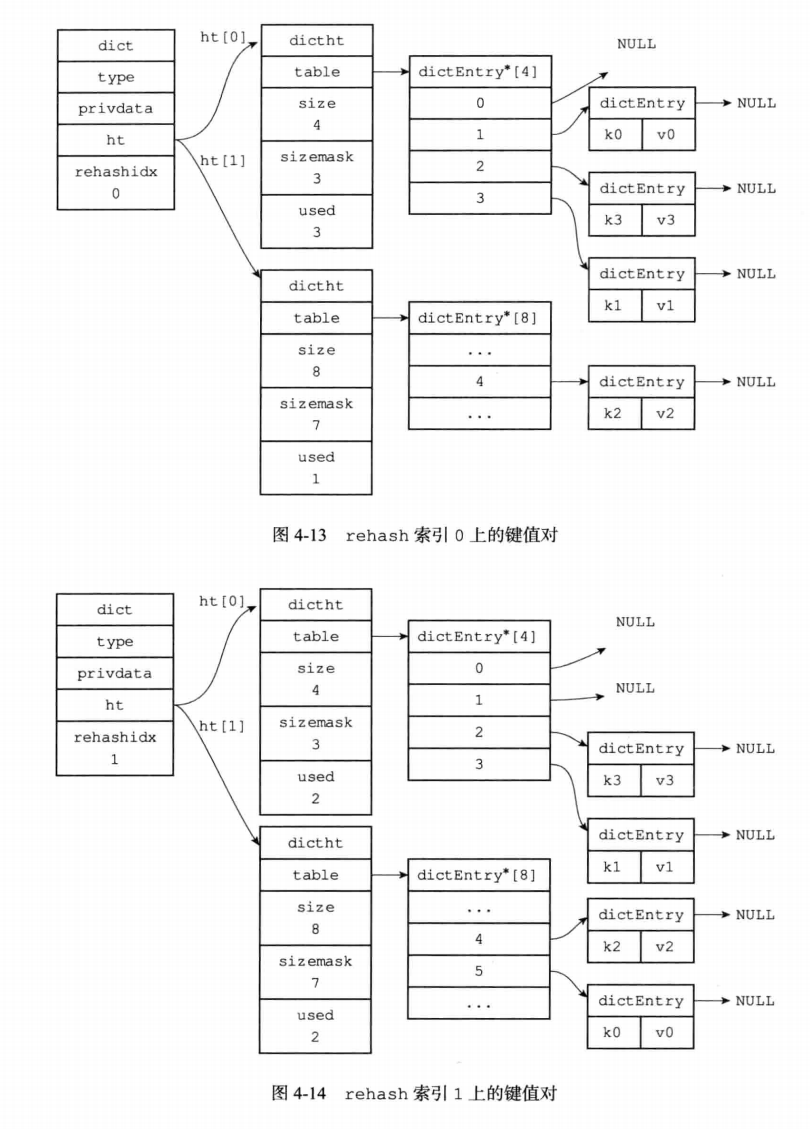 dict
type
privdata
ht
rehashidx
0
ht[0]
ht[1]
dictht
table
size
4
sizemask
3
used
3
dictEntry*[4]
0
1
2
3
NULL
dictEntry
k0 v0
NULL
dictEntry
k3 v3
NULL
dictEntry
k1 v1
NULL
dictht
table
size
8
sizemask
7
used
1
dictEntry*[8]
...
4
...
dictEntry
k2 v2
NULL
图 4-13 rehash 索引 0 上的键值对
dict
type
privdata
ht
rehashidx
1
ht[0]
ht[1]
dictht
table
size
4
sizemask
3
used
2
dictEntry*[4]
0
1
2
3
NULL
NULL
dictEntry
k3 v3
NULL
dictEntry
k1 v1
NULL
dictht
table
size
8
sizemask
7
used
2
dictEntry*[8]
...
4
5
...
dictEntry
k2 v2
NULL
dictEntry
k0 v0
NULL
图 4-14 rehash 索引 1 上的键值对